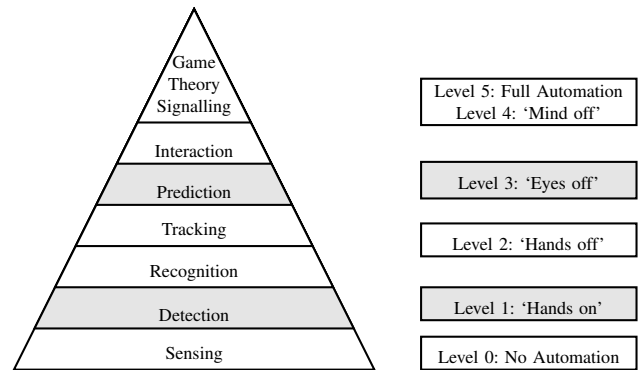 Game
Theory
Signalling
Interaction
Prediction
Tracking
Recognition
Detection
Sensing
Level 5: Full Automation
Level 4: ‘Mind off’
Level 3: ‘Eyes off’
Level 2: ‘Hands off’
Level 1: ‘Hands on’
Level 0: No Automation